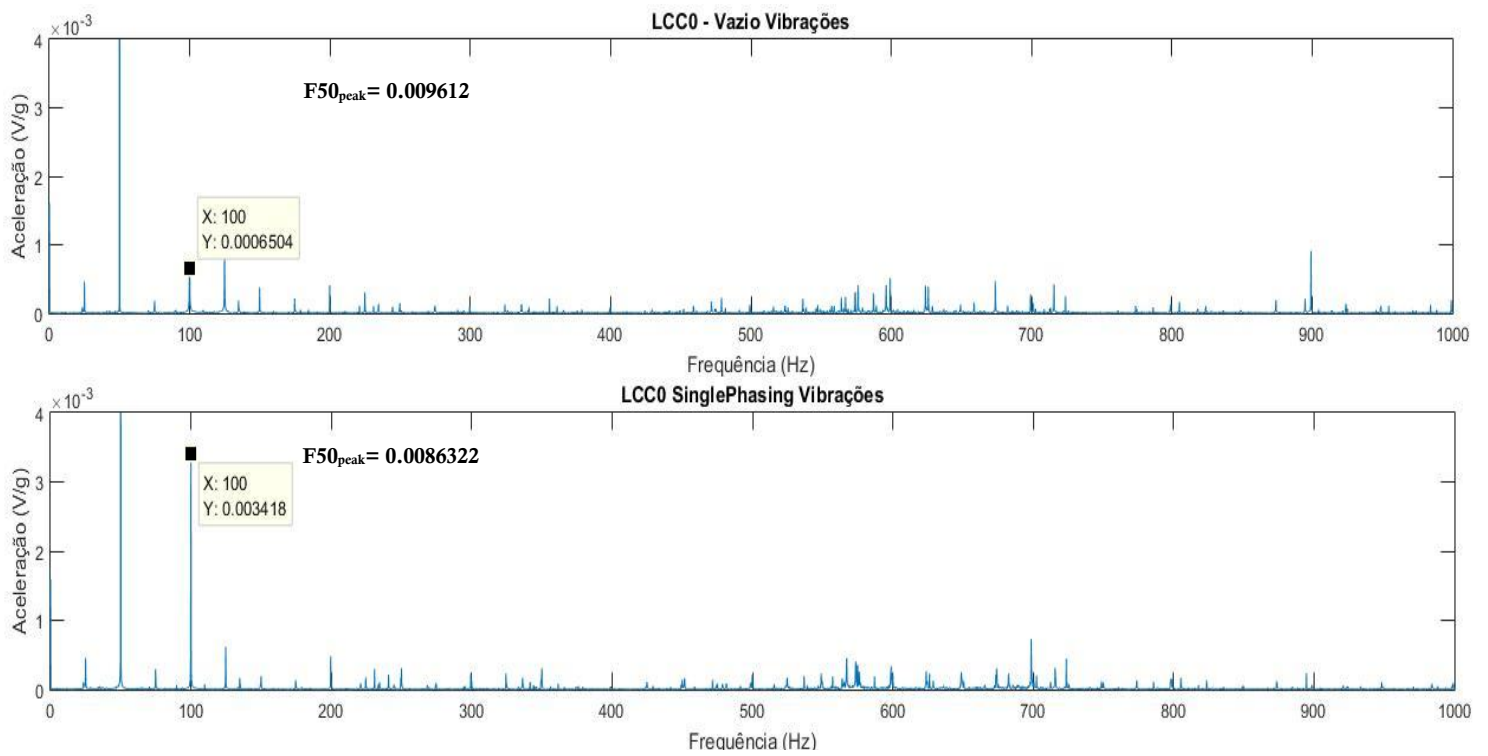 LCC0 - Vazio Vibrações
×10⁻³
4
3
2
1
0
Aceleração (V/g)
F50peak= 0.009612
X: 100
Y: 0.0006504
0 100 200 300 400 500 600 700 800 900 1000
Frequência (Hz)
LCC0 SinglePhasing Vibrações
×10⁻³
4
3
2
1
0
Aceleração (V/g)
F50peak= 0.0086322
X: 100
Y: 0.003418
0 100 200 300 400 500 600 700 800 900 1000
Frequência (Hz)